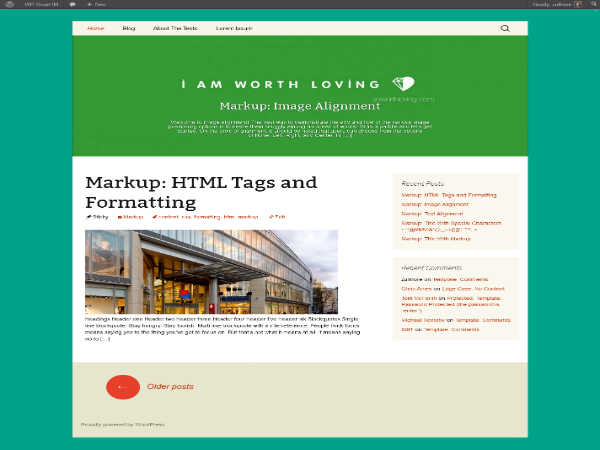 WP Smart IM
+ New
Howdy, zafmore
Home Blog About The Tests Lorem Ipsum
I AM WORTH LOVING
iaworthloving.com
Markup: Image Alignment
Welcome to image alignment! The best way to demonstrate the ebb and flow of the various image
positioning options is to nestle them snuggly among an ocean of words. Grab a paddle and let's get
started. On the topic of alignment, it should be noted that users can choose from the options
of None, Left, Right, and Center. In [...]
Markup: HTML Tags and
Formatting
Sticky Markup content, css, formatting, html, markup Edit
Headings Header one Header two Header three Header four Header five Header six Blockquotes Single
line blockquote: Stay hungry. Stay foolish. Multi line blockquote with a cite reference: People think focus
means saying yes to the thing you've got to focus on. But that's not what it means at all. It means saying
no to [...]
Recent Posts
Markup: HTML Tags and Formatting
Markup: Image Alignment
Markup: Text Alignment
Markup: Title With Special Characters
Markup: Title With Markup
Recent Comments
zafmore on Template: Comments
Chris Ames on Edge Case: No Content
on Protected: Template:
Password Protected (the password is
"enter")
Michael Novotny on Template: Comments
on Template: Comments
← Older posts
Proudly powered by WordPress